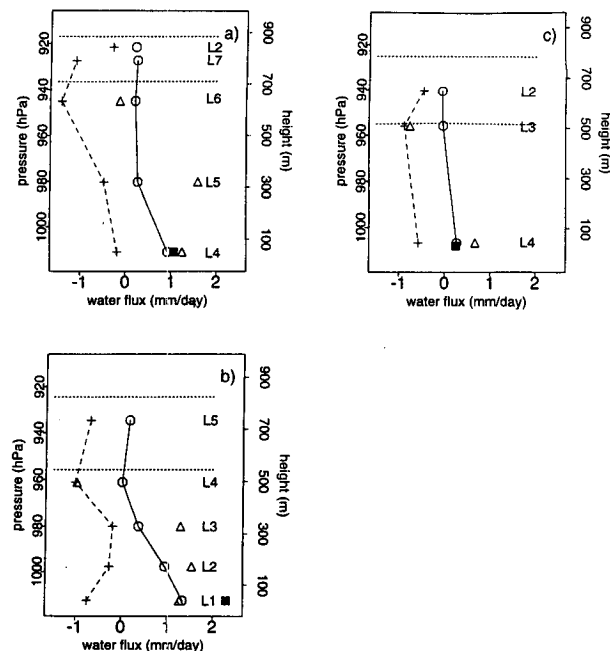 a)
920
940
960
980
1000
pressure (hPa)
L2
L7
L6
L5
L4
900
700
500
300
100
height (m)
-1 0 1 2
water flux (mm/day)
c)
920
940
960
980
1000
pressure (hPa)
L2
L3
L4
900
700
500
300
100
height (m)
-1 0 1 2
water flux (mm/day)
b)
920
940
960
980
1000
pressure (hPa)
L5
L4
L3
L2
L1
900
700
500
300
100
height (m)
-1 0 1 2
water flux (mm/day)